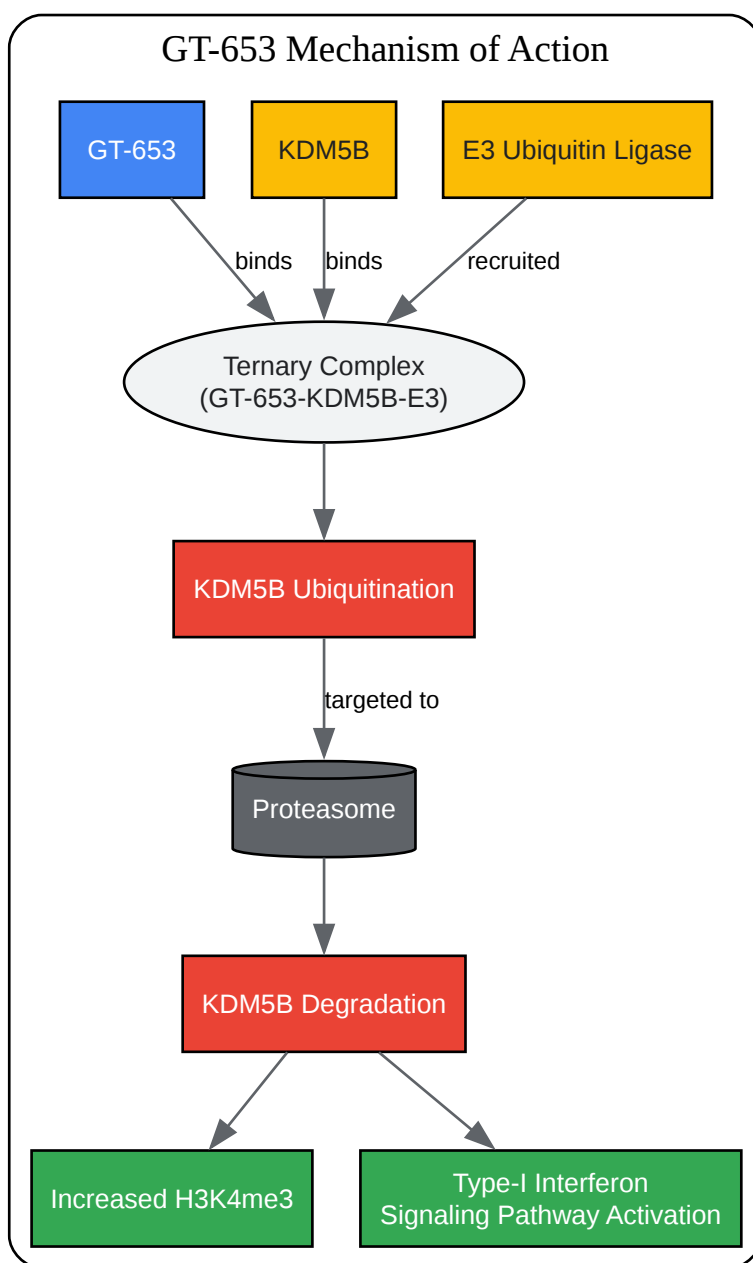 GT-653 Mechanism of Action
GT-653
KDM5B
E3 Ubiquitin Ligase
binds
binds
recruited
Ternary Complex
(GT-653-KDM5B-E3)
KDM5B Ubiquitination
targeted to
Proteasome
KDM5B Degradation
Increased H3K4me3
Type-I Interferon
Signaling Pathway Activation